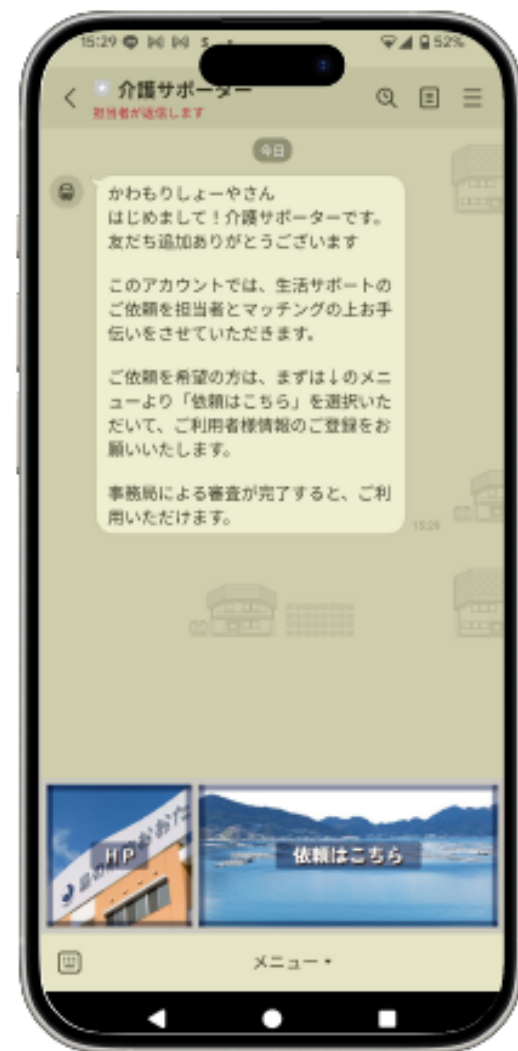 15:29
52%
介護サポーター
担当者が返信します
今日
かわもりしょーやさん
はじめまして！介護サポーターです。
友だち追加ありがとうございます
このアカウントでは、生活サポートの
ご依頼を担当者とマッチングの上お手
伝いをさせていただきます。
ご依頼を希望の方は、まずは↓のメニ
ューより「依頼はこちら」を選択いた
だいて、ご利用者様情報のご登録をお
願いいたします。
事務局による審査が完了すると、ご利
用いただけます。
15:29
HP
依頼はこちら
メニュー